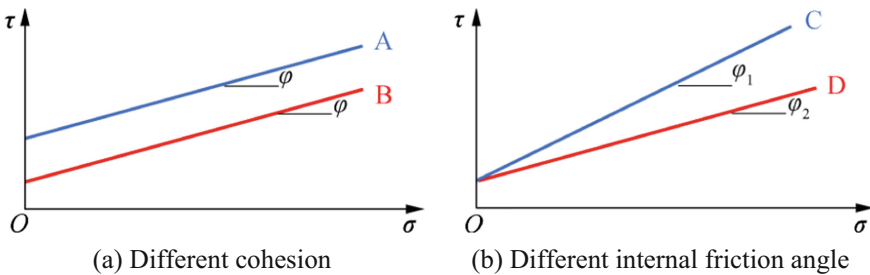 τ
A
φ
B
φ
O
σ
(a) Different cohesion
τ
C
φ₁
D
φ₂
O
σ
(b) Different internal friction angle